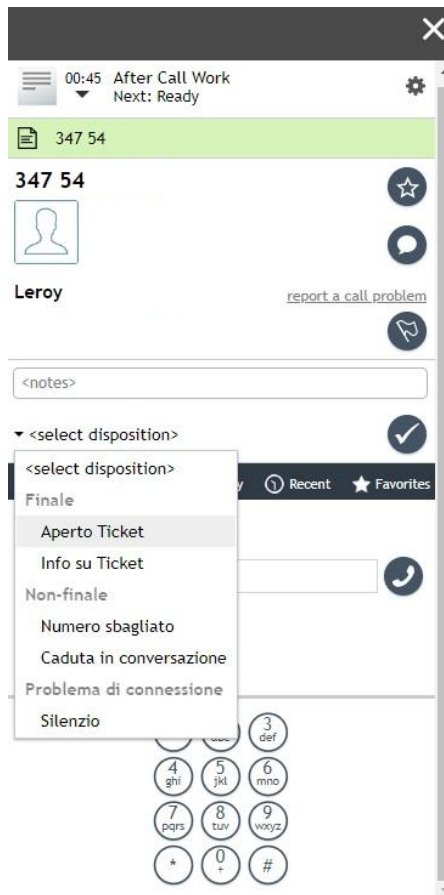 00:45 After Call Work
Next: Ready
347 54
347 54
Leroy
report a call problem
<notes>
<select disposition>
<select disposition>
Recent Favorites
Finale
Aperto Ticket
Info su Ticket
Non-finale
Numero sbagliato
Caduta in conversazione
Problema di connessione
Silenzio
3
def
4 5 6
ghi jkl mno
7 8 9
pqrs tuv wxyz
* 0 #
+